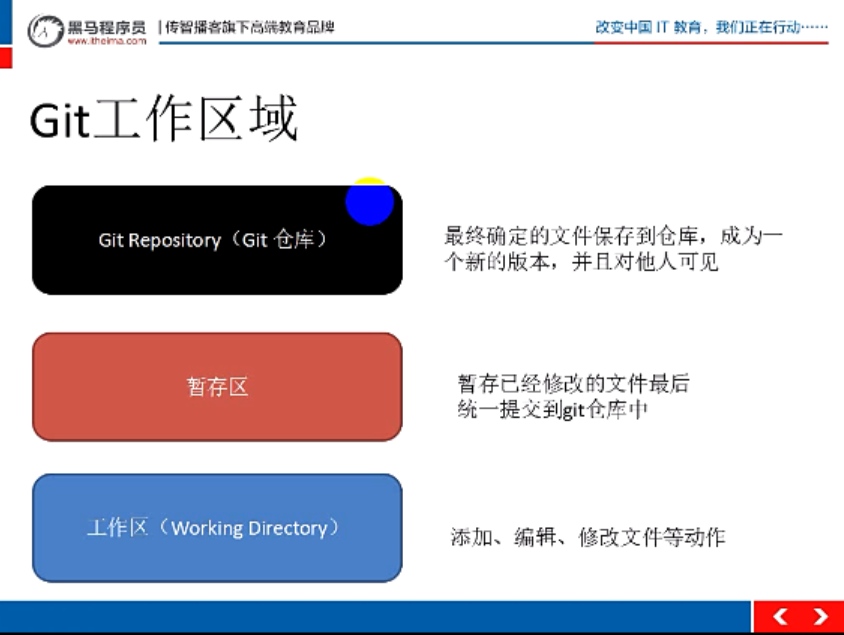 黑马程序员 | 传智播客旗下高端教育品牌
www.itheima.com
改变中国 IT 教育，我们正在行动……
Git工作区域
Git Repository（Git 仓库）
最终确定的文件保存到仓库，成为一
个新的版本，并且对他人可见
暂存区
暂存已经修改的文件最后
统一提交到git仓库中
工作区（Working Directory）
添加、编辑、修改文件等动作